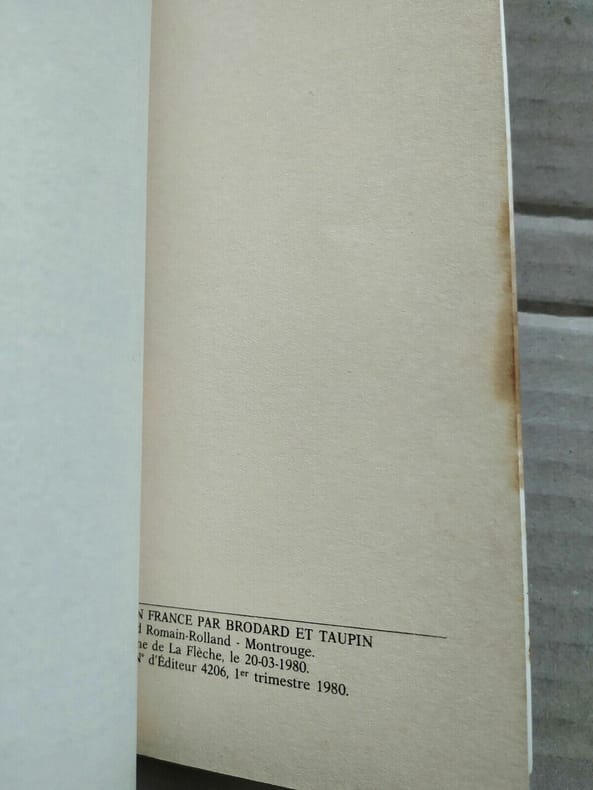 N FRANCE PAR BRODARD ET TAUPIN
d Romain-Rolland - Montrouge.
ne de La Flèche, le 20-03-1980.
N° d'Éditeur 4206, 1er trimestre 1980.